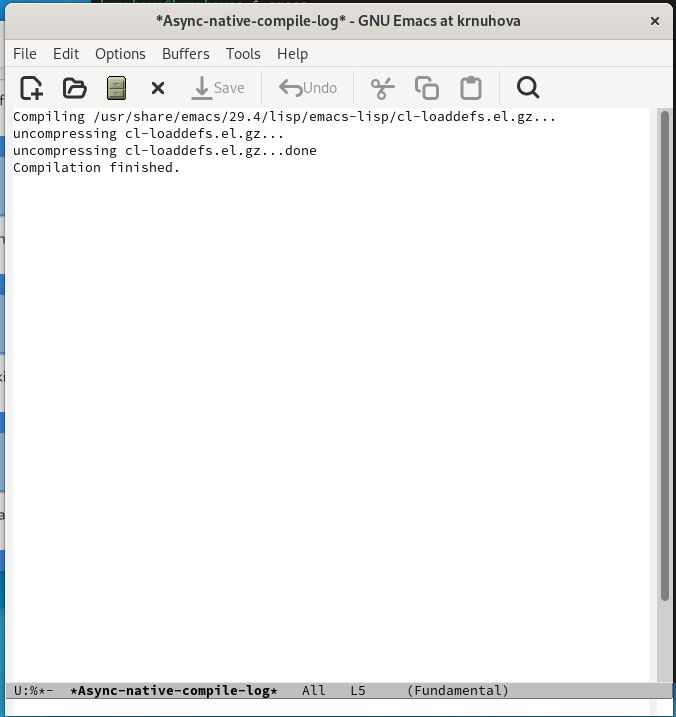 *Async-native-compile-log* - GNU Emacs at krnuhova
File Edit Options Buffers Tools Help
Save Undo
Compiling /usr/share/emacs/29.4/lisp/emacs-lisp/cl-loaddefs.el.gz...
uncompressing cl-loaddefs.el.gz...
uncompressing cl-loaddefs.el.gz...done
Compilation finished.
U:%*- *Async-native-compile-log* All L5 (Fundamental)